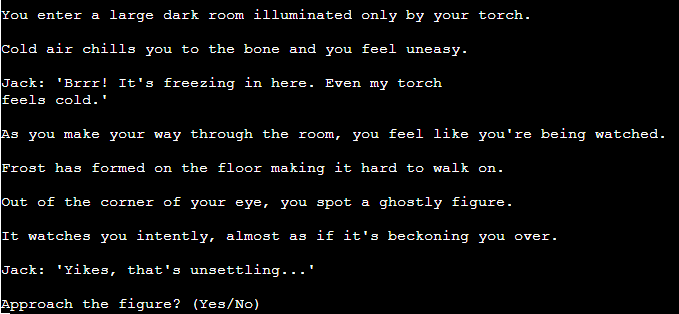 You enter a large dark room illuminated only by your torch.
Cold air chills you to the bone and you feel uneasy.
Jack: 'Brrr! It's freezing in here. Even my torch
feels cold.'
As you make your way through the room, you feel like you're being watched.
Frost has formed on the floor making it hard to walk on.
Out of the corner of your eye, you spot a ghostly figure.
It watches you intently, almost as if it's beckoning you over.
Jack: 'Yikes, that's unsettling...'
Approach the figure? (Yes/No)